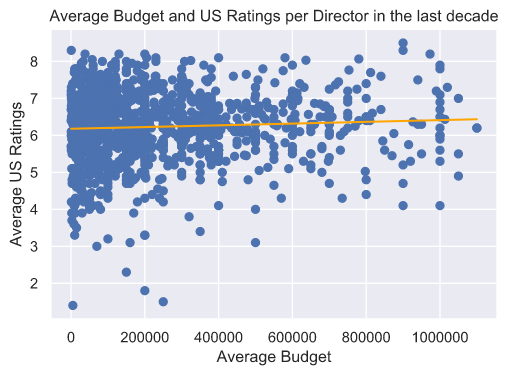 Average Budget and US Ratings per Director in the last decade
Average US Ratings
8
7
6
5
4
3
2
0 200000 400000 600000 800000 1000000
Average Budget